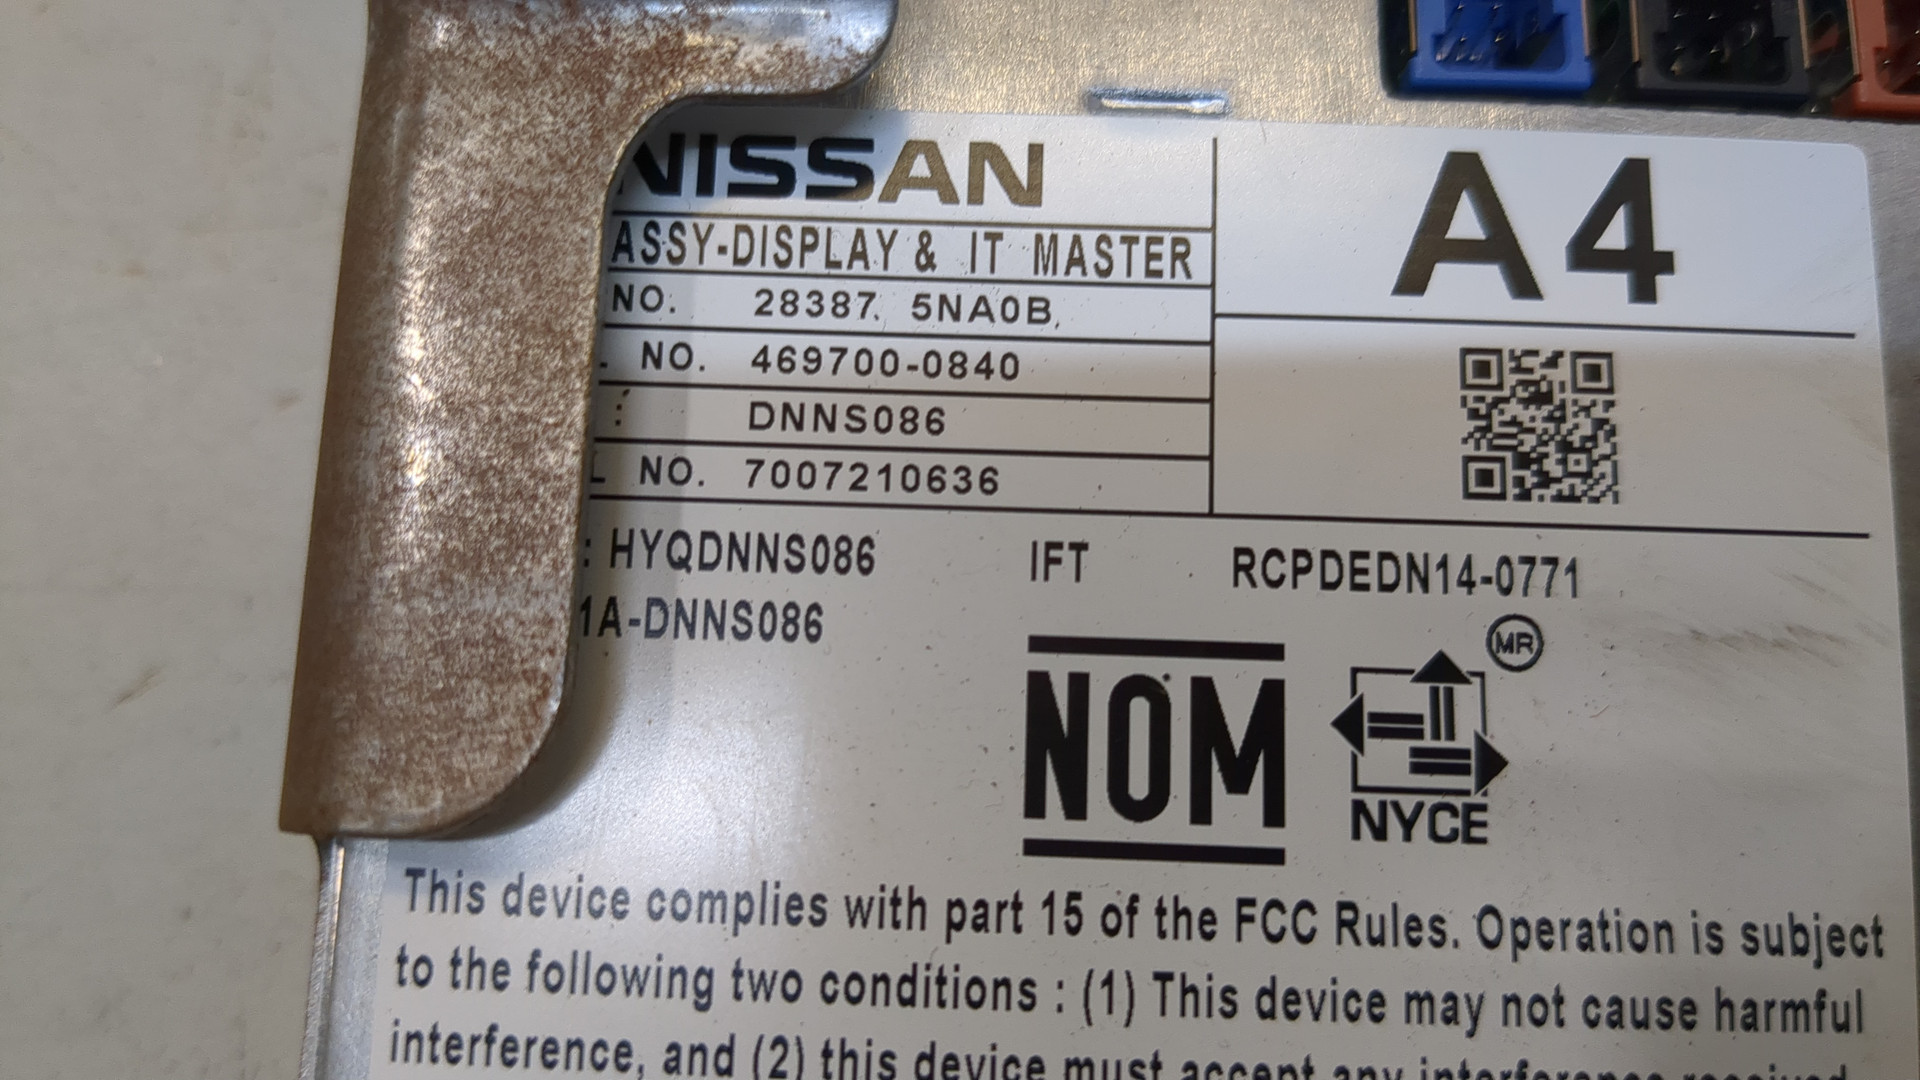 NISSAN
A4
ASSY-DISPLAY & IT MASTER
NO. 28387 5NA0B
NO. 469700-0840
: DNNS086
NO. 7007210636
: HYQDNNS086 IFT RCPDEDN14-0771
1A-DNNS086
MR
NOM
NYCE
This device complies with part 15 of the FCC Rules. Operation is subject
to the following two conditions : (1) This device may not cause harmful
interference, and (2) this device must accept any interference received